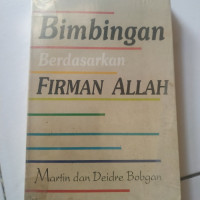 Bimbingan
Berdasarkan
FIRMAN ALLAH
Martin dan Deidre Bobgan